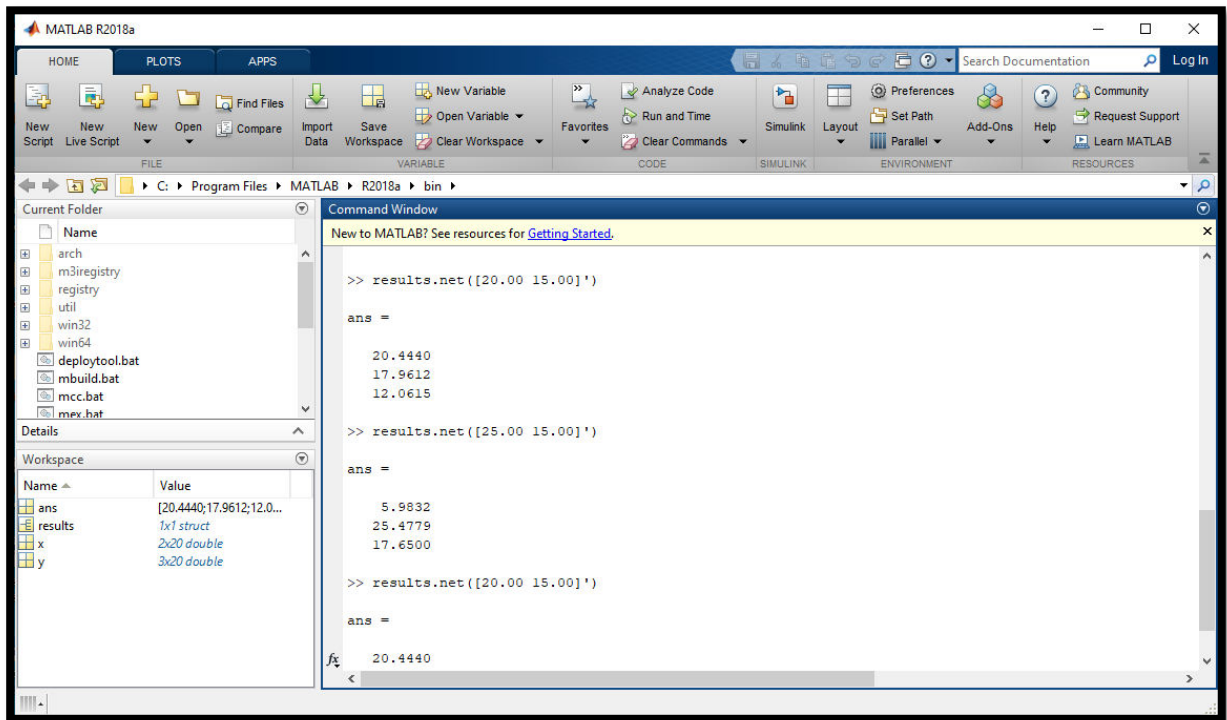 MATLAB R2018a
HOME PLOTS APPS
Search Documentation Log In
New Script
New Live Script
New
Open
Find Files
Compare
Import Data
Save Workspace
New Variable
Open Variable
Clear Workspace
Favorites
Analyze Code
Run and Time
Clear Commands
Simulink
Layout
Preferences
Set Path
Parallel
Add-Ons
Help
Community
Request Support
Learn MATLAB
FILE VARIABLE CODE SIMULINK ENVIRONMENT RESOURCES
C: Program Files MATLAB R2018a bin
Current Folder
Name
arch
m3iregistry
registry
util
win32
win64
deploytool.bat
mbuild.bat
mcc.bat
mex.bat
Details
Workspace
Name Value
ans [20.4440;17.9612;12.0...
results 1x1 struct
x 2x20 double
y 3x20 double
Command Window
New to MATLAB? See resources for Getting Started.
>> results.net([20.00 15.00]')
ans =
20.4440
17.9612
12.0615
>> results.net([25.00 15.00]')
ans =
5.9832
25.4779
17.6500
>> results.net([20.00 15.00]')
ans =
fx 20.4440